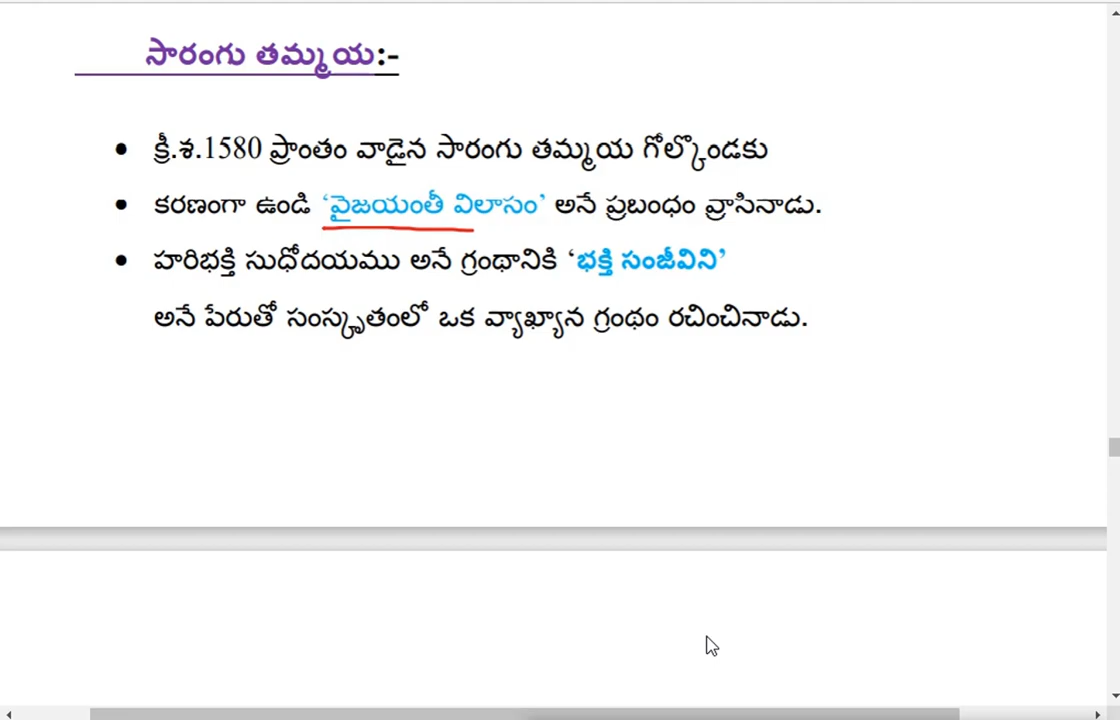 సారంగు తమ్మయ:-
• క్రీ.శ.1580 ప్రాంతం వాడైన సారంగు తమ్మయ గోల్కొండకు
• కరణంగా ఉండి ‘వైజయంతీ విలాసం’ అనే ప్రబంధం వ్రాసినాడు.
• హరిభక్తి సుధోదయము అనే గ్రంథానికి ‘భక్తి సంజీవిని’
అనే పేరుతో సంస్కృతంలో ఒక వ్యాఖ్యాన గ్రంథం రచించినాడు.